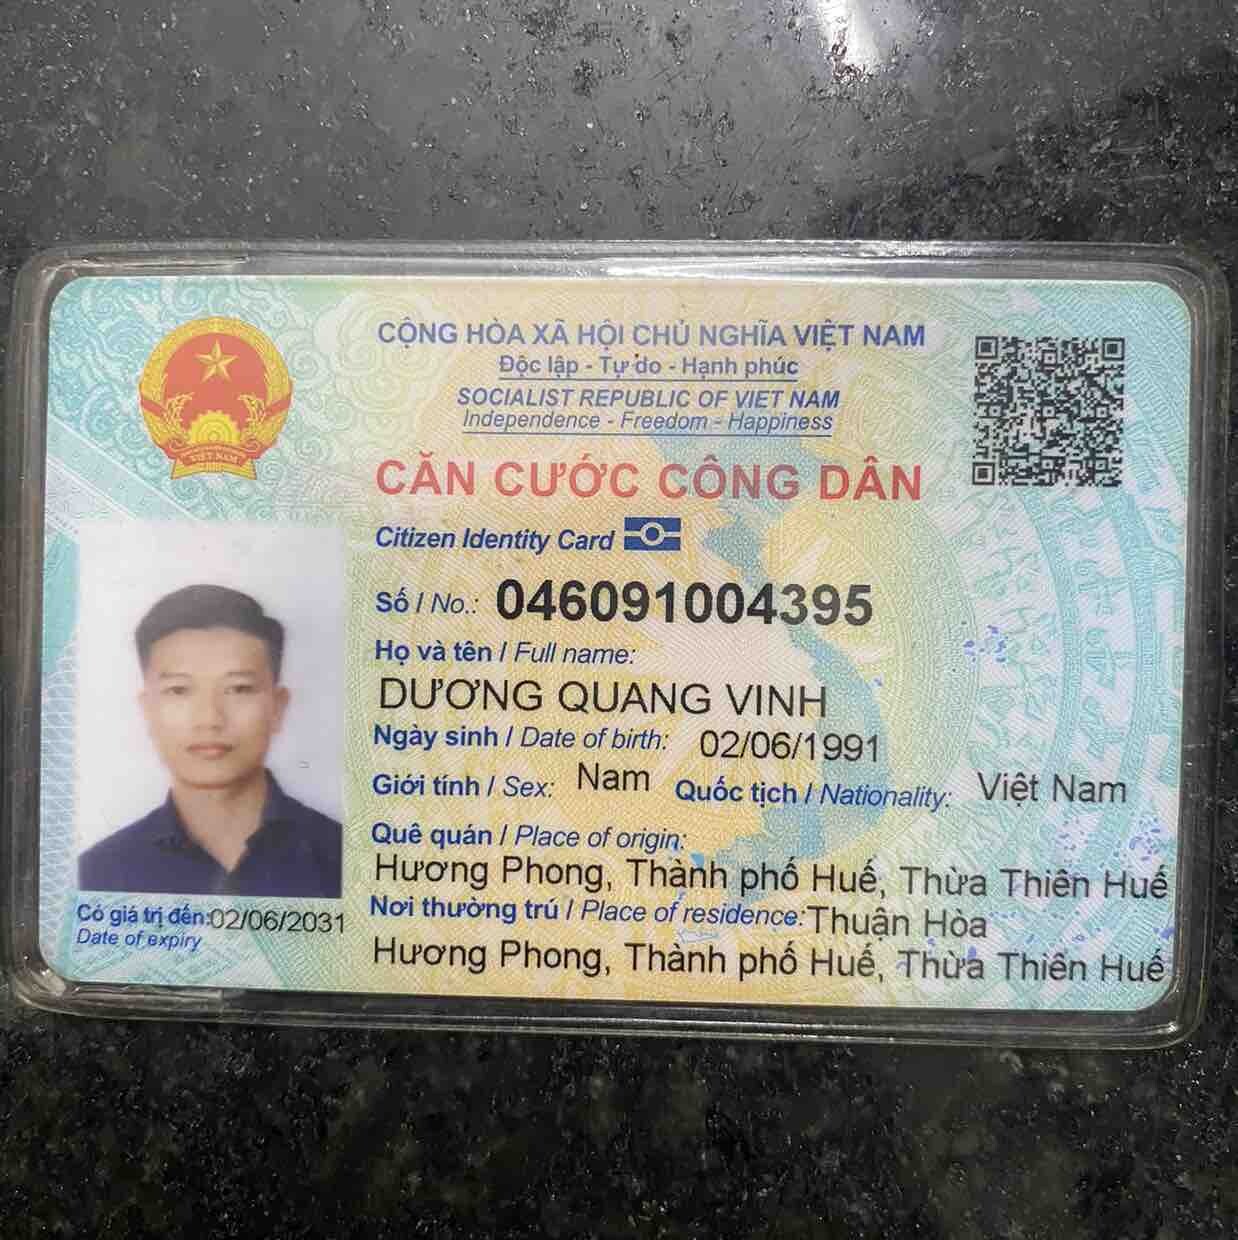 CỘNG HÒA XÃ HỘI CHỦ NGHĨA VIỆT NAM
Độc lập - Tự do - Hạnh phúc
SOCIALIST REPUBLIC OF VIET NAM
Independence - Freedom - Happiness
CĂN CƯỚC CÔNG DÂN
Citizen Identity Card
Số / No.: 046091004395
Họ và tên / Full name:
DƯƠNG QUANG VINH
Ngày sinh / Date of birth: 02/06/1991
Giới tính / Sex: Nam Quốc tịch / Nationality: Việt Nam
Quê quán / Place of origin:
Hương Phong, Thành phố Huế, Thừa Thiên Huế
Nơi thường trú / Place of residence: Thuận Hòa
Hương Phong, Thành phố Huế, Thừa Thiên Huế
Có giá trị đến: 02/06/2031
Date of expiry
VIỆT NAM